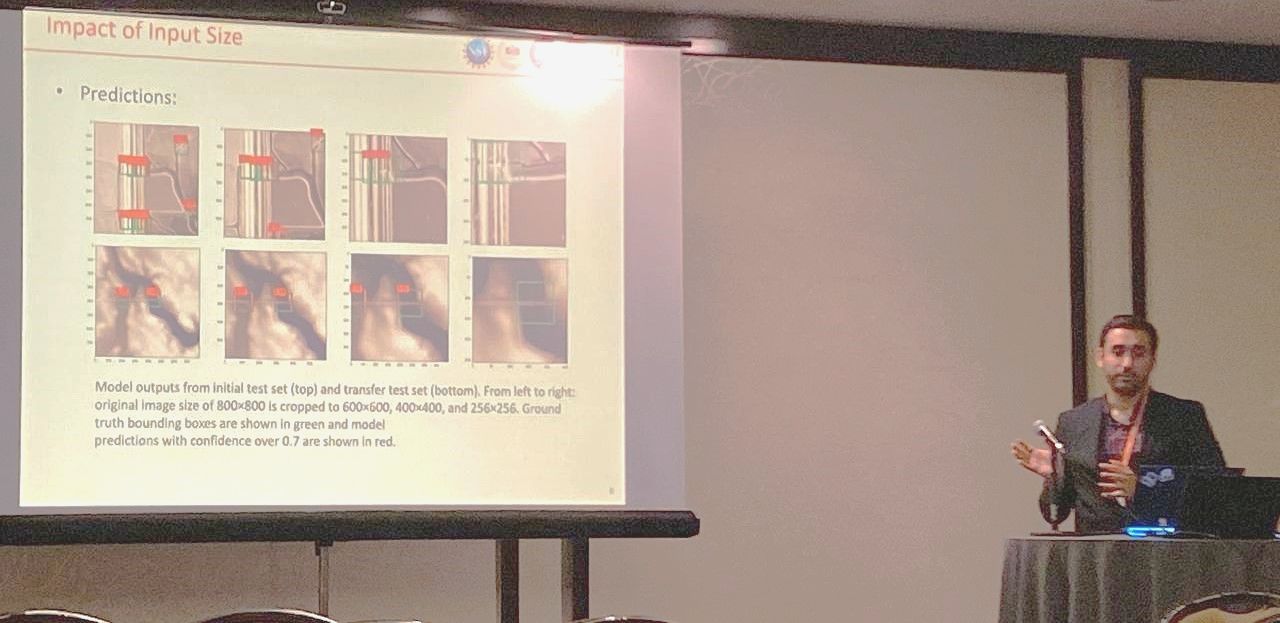 Impact of Input Size
• Predictions:
Model outputs from initial test set (top) and transfer test set (bottom). From left to right:
original image size of 800×800 is cropped to 600×600, 400×400, and 256×256. Ground
truth bounding boxes are shown in green and model
predictions with confidence over 0.7 are shown in red.